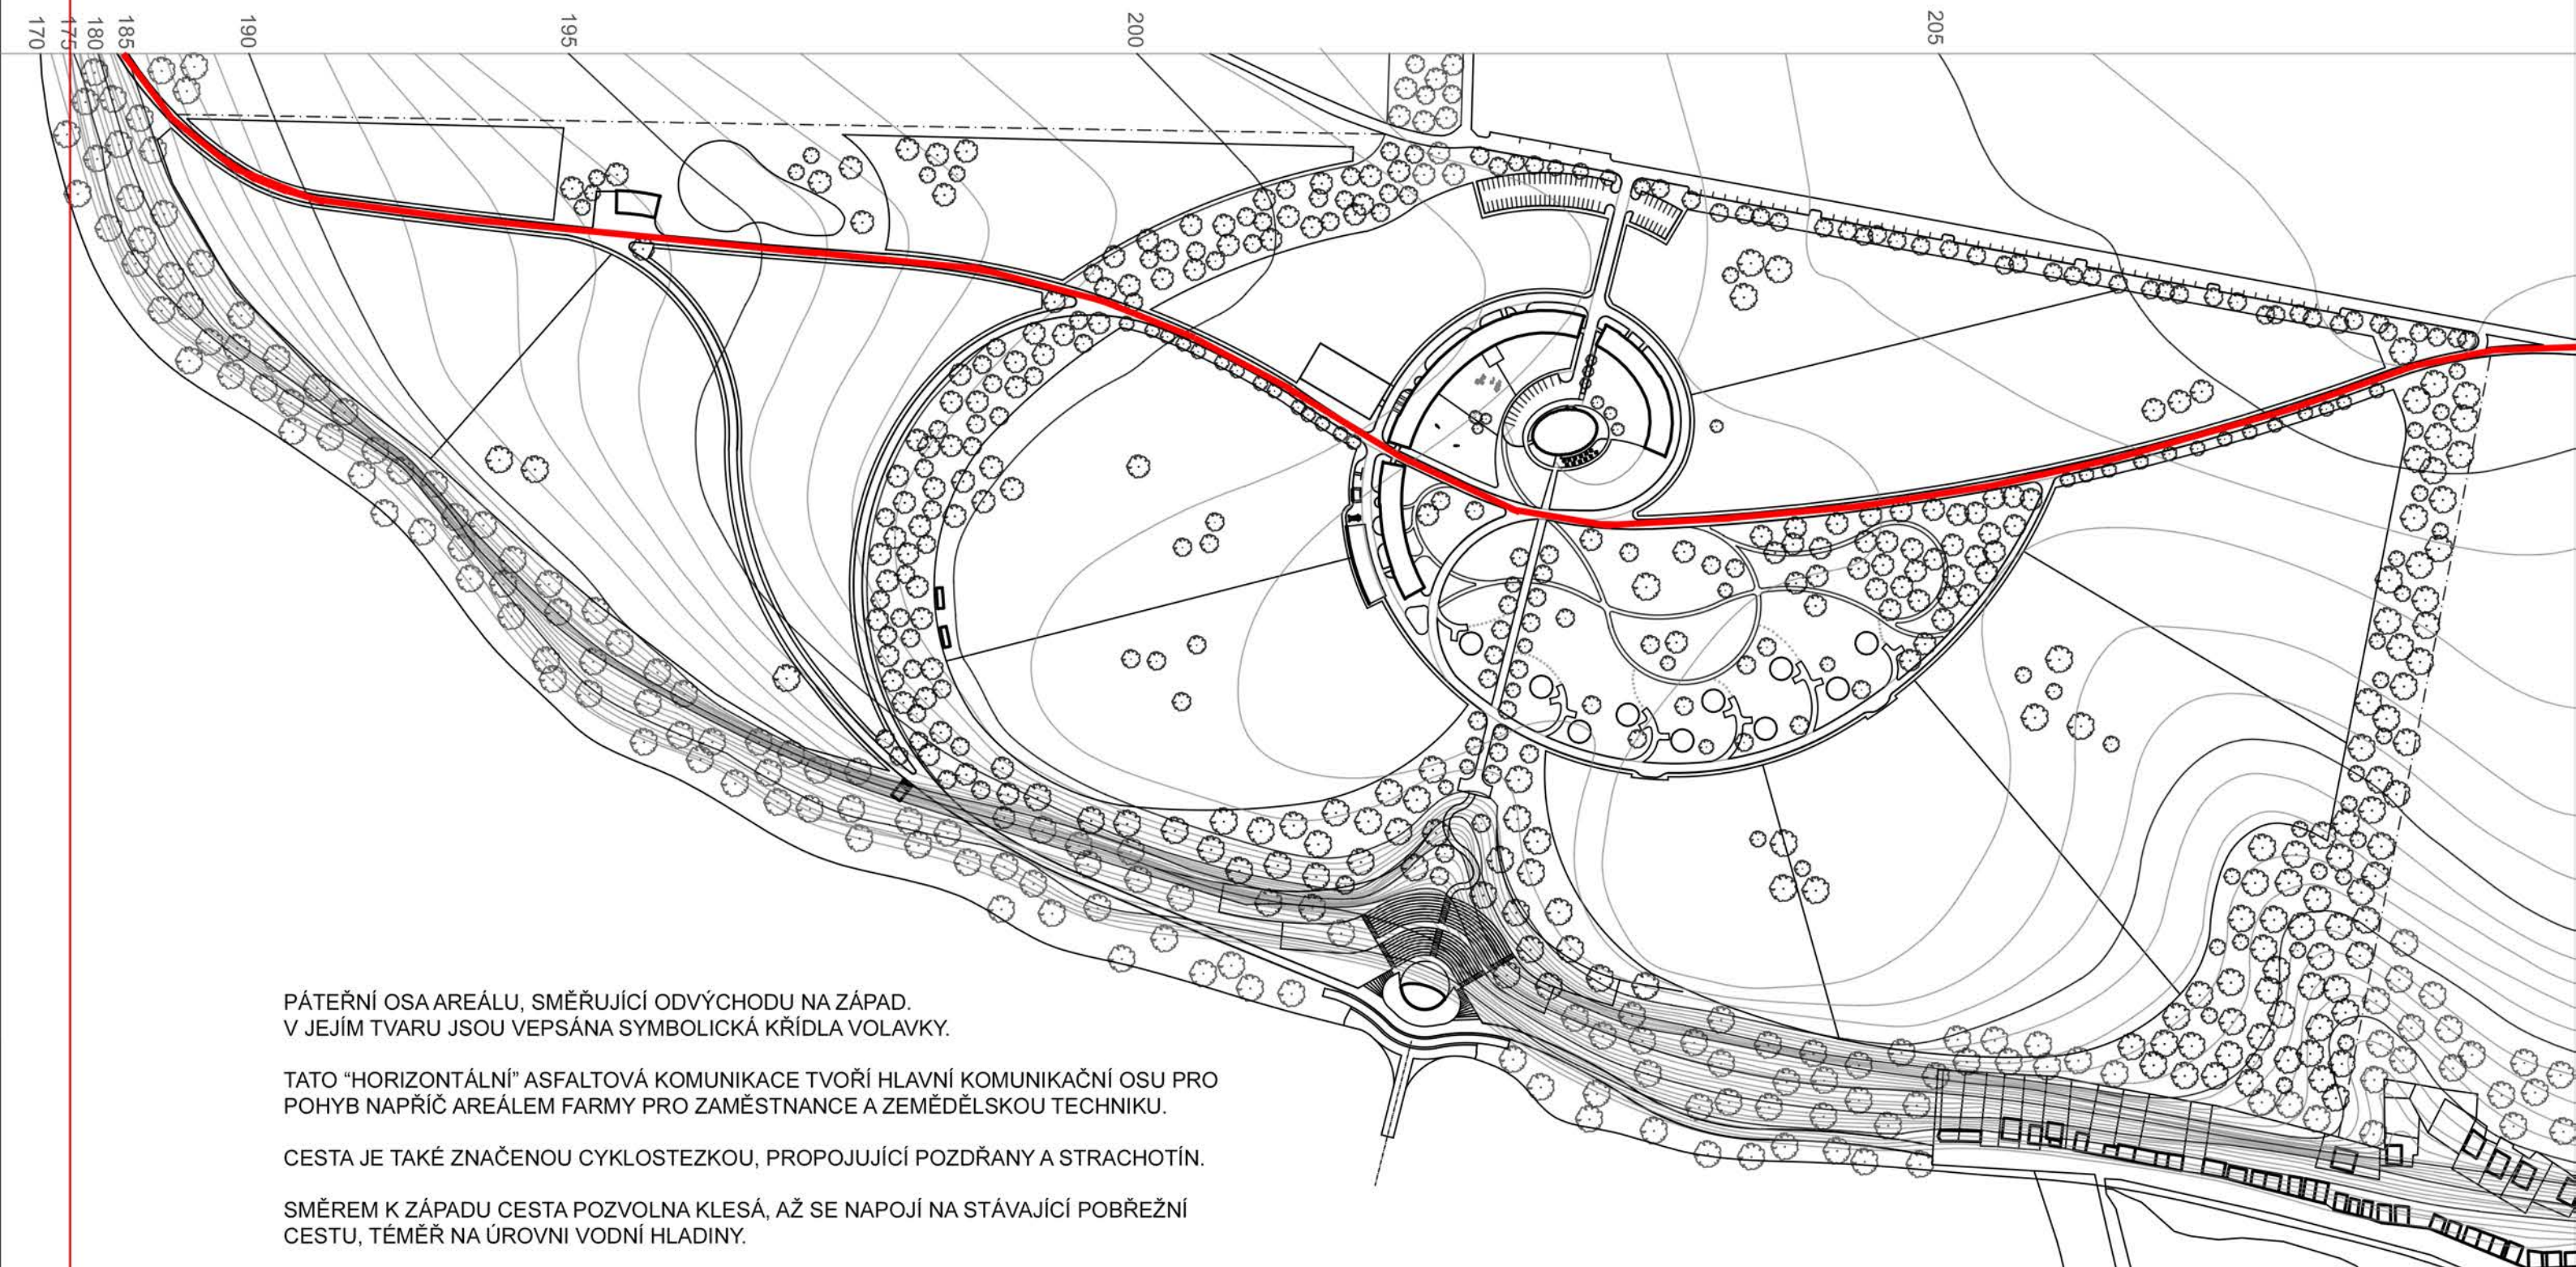 170
175
180
185
190
195
200
205
PÁTEŘNÍ OSA AREÁLU, SMĚŘUJÍCÍ ODVÝCHODU NA ZÁPAD.
V JEJÍM TVARU JSOU VEPSÁNA SYMBOLICKÁ KŘÍDLA VOLAVKY.
TATO “HORIZONTÁLNÍ” ASFALTOVÁ KOMUNIKACE TVOŘÍ HLAVNÍ KOMUNIKAČNÍ OSU PRO
POHYB NAPŘÍČ AREÁLEM FARMY PRO ZAMĚSTNANCE A ZEMĚDĚLSKOU TECHNIKU.
CESTA JE TAKÉ ZNAČENOU CYKLOSTEZKOU, PROPOJUJÍCÍ POZDŘANY A STRACHOTÍN.
SMĚREM K ZÁPADU CESTA POZVOLNA KLESÁ, AŽ SE NAPOJÍ NA STÁVAJÍCÍ POBŘEŽNÍ
CESTU, TÉMĚŘ NA ÚROVNI VODNÍ HLADINY.